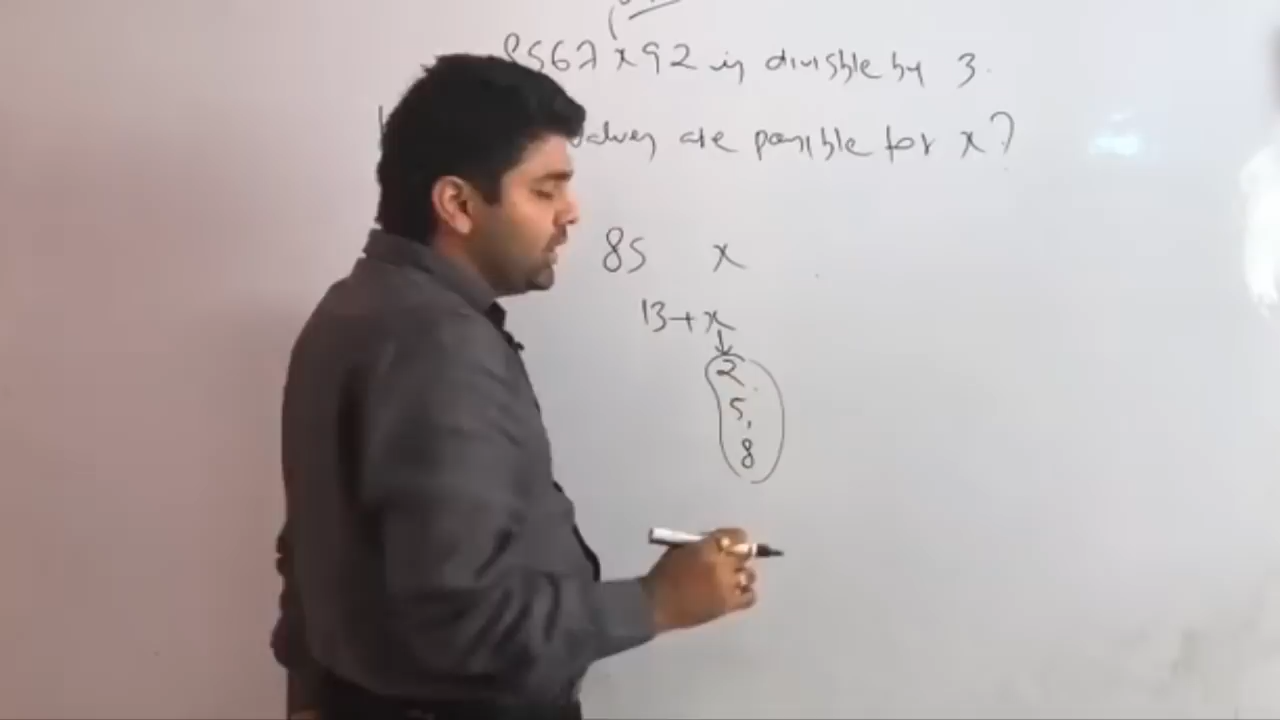 8567x92 is divisible by 3.
values are possible for x?
85 x
13+x
2
5,
8